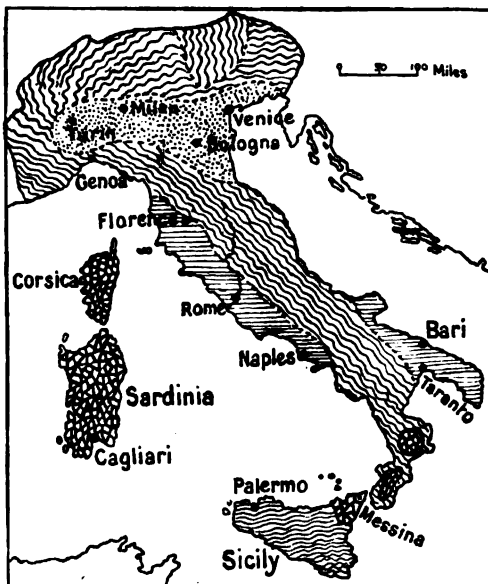 0 50 100 Miles
Milan
Venice
Turin
Bologna
Genoa
Florence
Corsica
Rome
Bari
Naples
Taranto
Sardinia
Cagliari
Palermo
2
Messina
Sicily